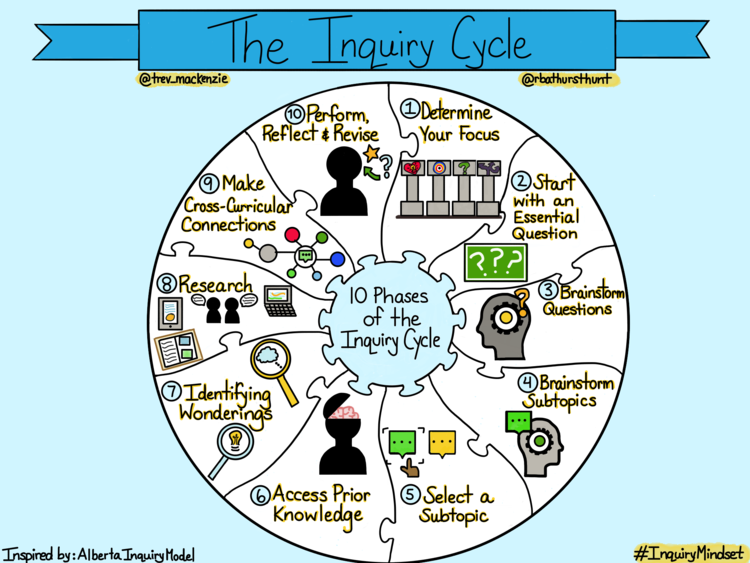 The Inquiry Cycle
@trev_mackenzie
@rbathursthunt
① Determine
Your Focus
② Start
with an
Essential
Question
???
③ Brainstorm
Questions
④ Brainstorm
Subtopics
⑤ Select a
Subtopic
⑥ Access Prior
Knowledge
⑦ Identifying
Wonderings
⑧ Research
⑨ Make
Cross-Curricular
Connections
⑩ Perform,
Reflect & Revise
?
10 Phases
of the
Inquiry Cycle
Inspired by: Alberta Inquiry Model
#InquiryMindset